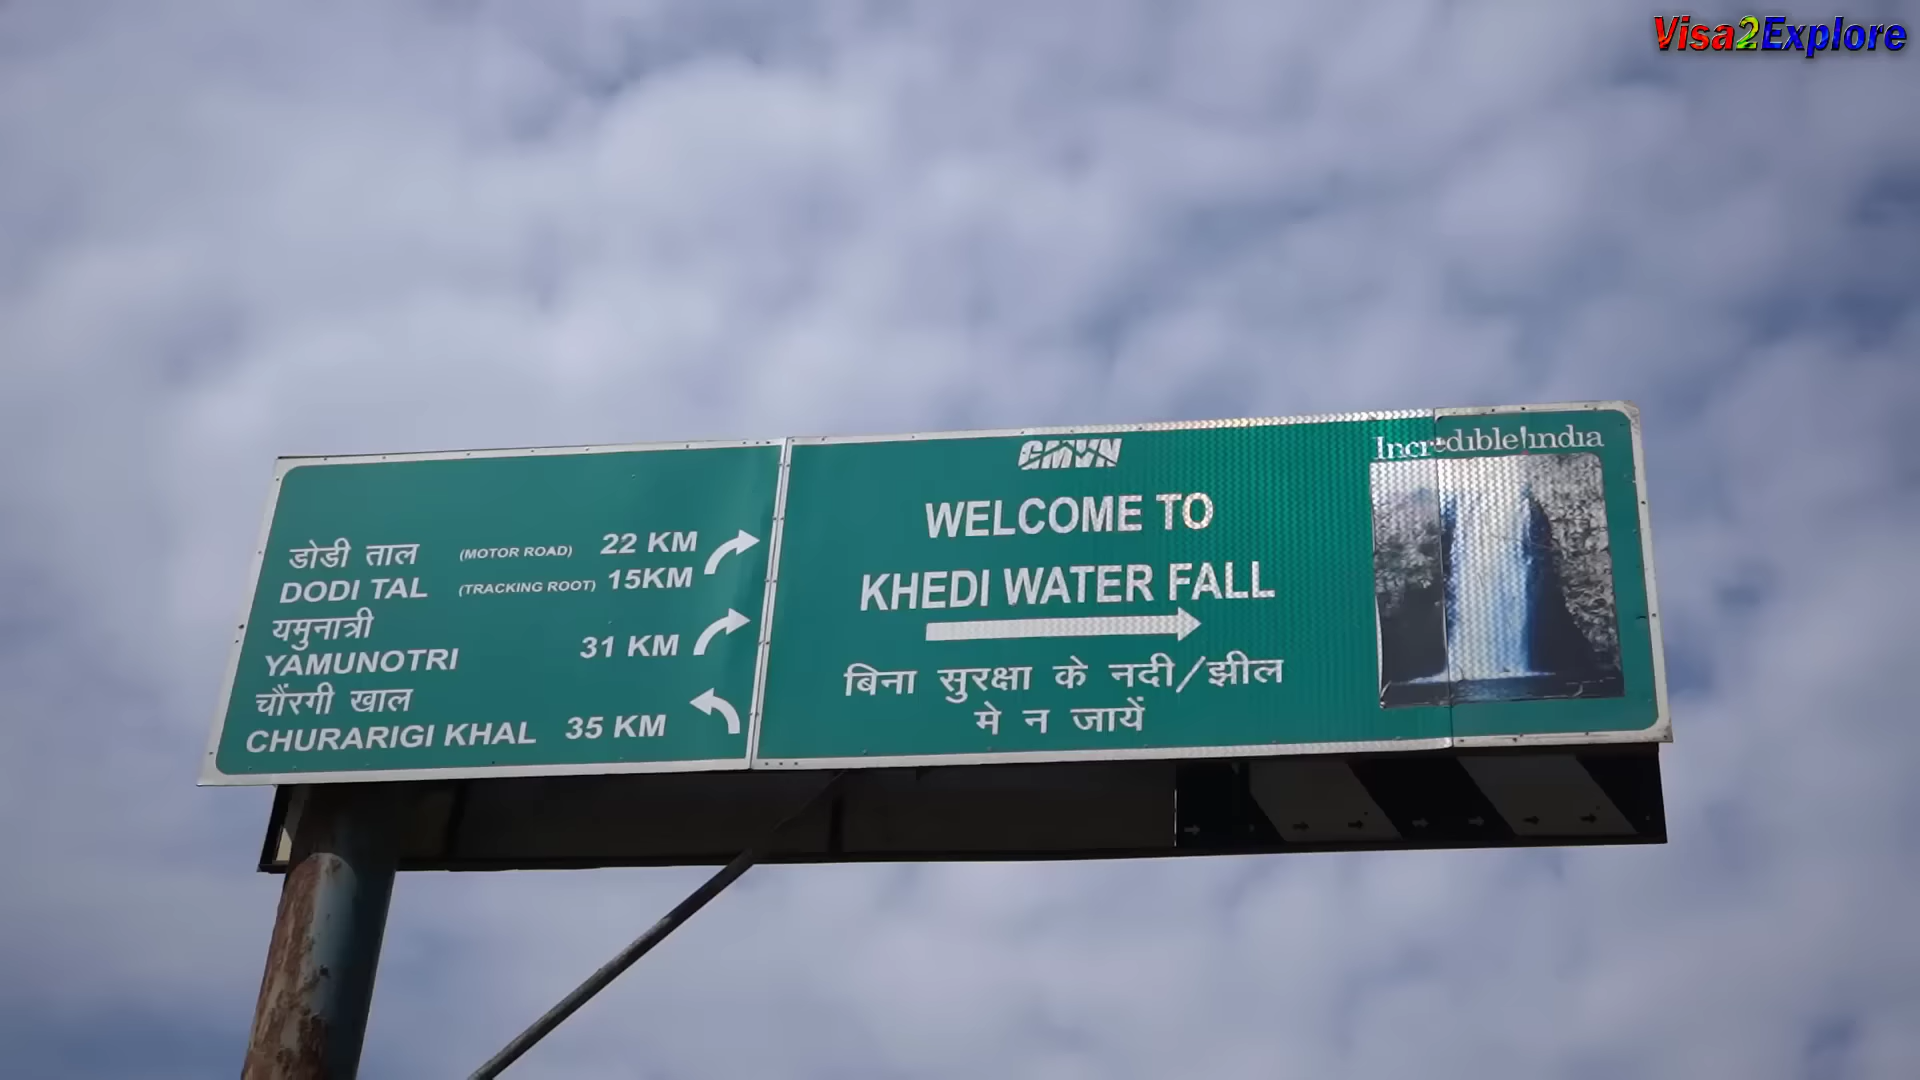 Visa2Explore
डोडी ताल (MOTOR ROAD) 22 KM
DODI TAL (TRACKING ROOT) 15KM
यमुनात्री
YAMUNOTRI 31 KM
चौंरगी खाल
CHURARIGI KHAL 35 KM
GMVN
WELCOME TO
KHEDI WATER FALL
बिना सुरक्षा के नदी/झील
मे न जायें
Incredible!india